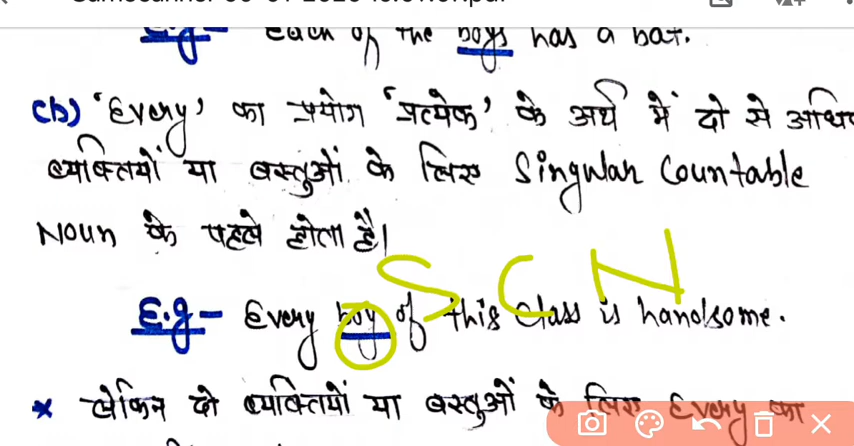 E.g- Each of the boys has a bat.
(b) 'Every' का प्रयोग 'प्रत्येक' के अर्थ में दो से अधिक
व्यक्तियों या वस्तुओं के लिए Singular Countable
Noun के पहले होता है।
S C N
E.g- Every boy of this Class is handsome.
* लेकिन दो व्यक्तियों या वस्तुओं के लिए Every का